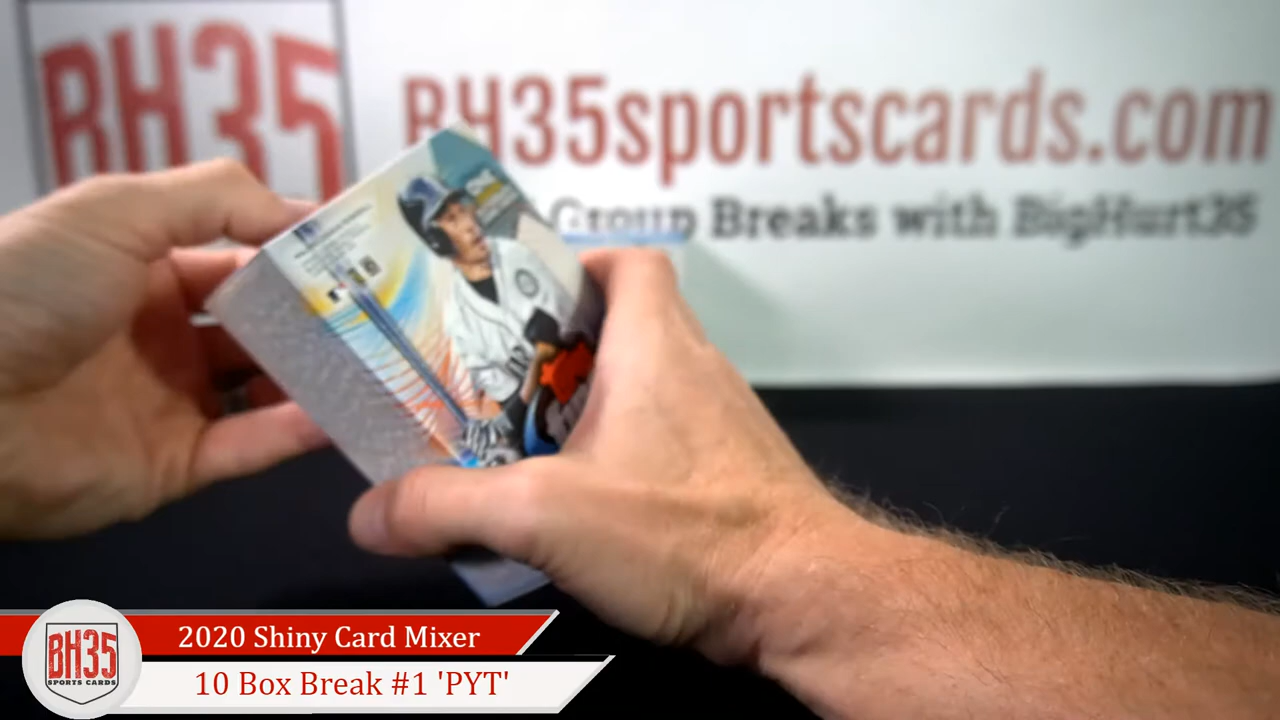 BH35
BH35sportscards.com
Group Breaks with BigHurt35
2020 Shiny Card Mixer
10 Box Break #1 'PYT'
BH35
SPORTS CARDS